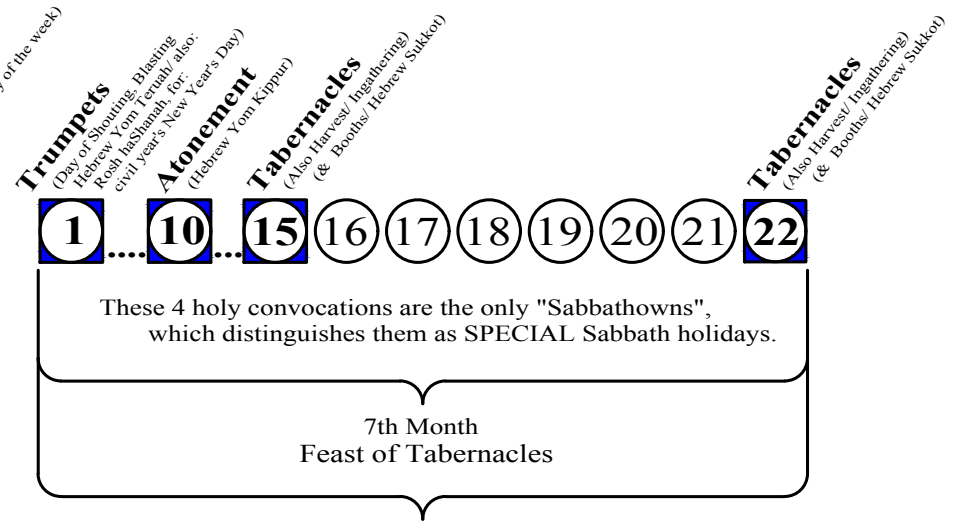 y of the week)
Trumpets
(Day of Shouting, Blasting
Hebrew Yom Teruah/ also:
Rosh haShanah, for:
civil year's New Year's Day)
Atonement
(Hebrew Yom Kippur)
Tabernacles
(Also Harvest/ Ingathering)
(& Booths/ Hebrew Sukkot)
Tabernacles
(Also Harvest/ Ingathering)
(& Booths/ Hebrew Sukkot)
1 .... 10 ... 15 16 17 18 19 20 21 22
These 4 holy convocations are the only "Sabbathowns",
which distinguishes them as SPECIAL Sabbath holidays.
7th Month
Feast of Tabernacles